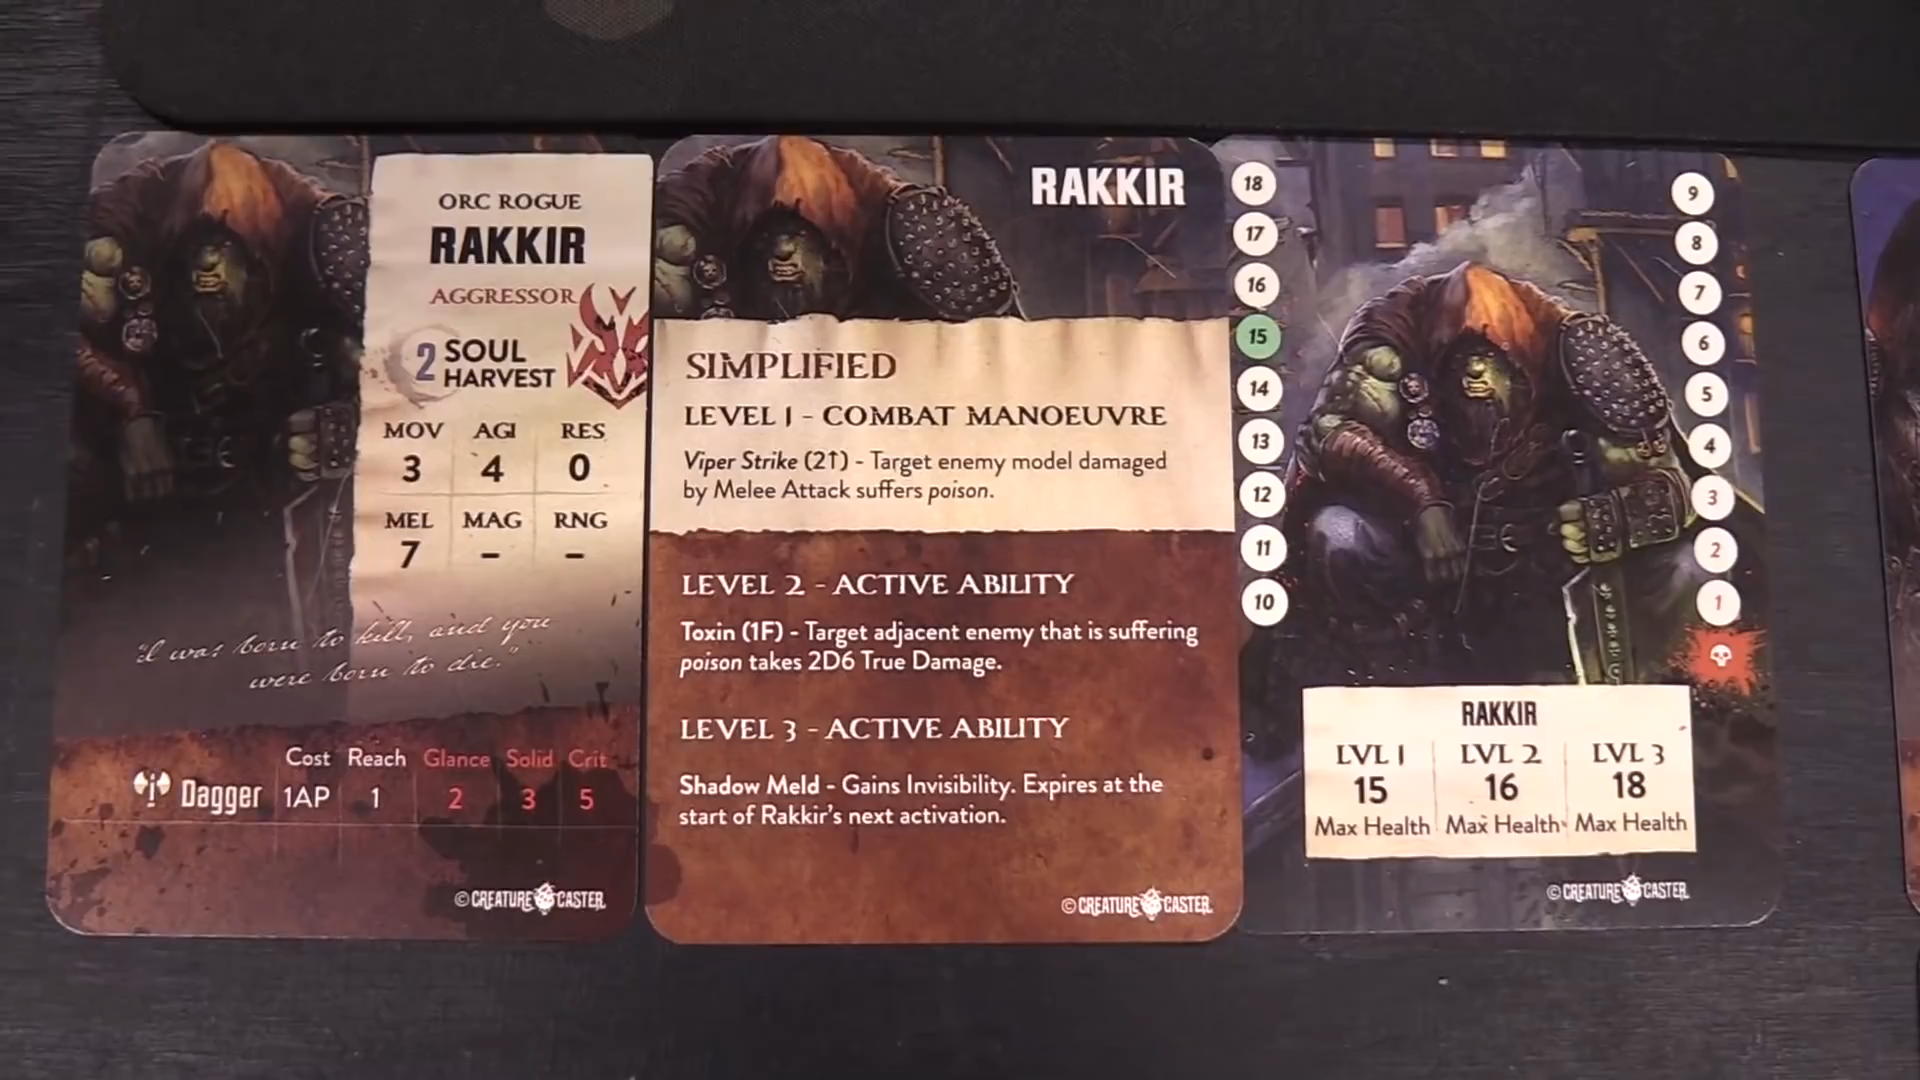 ORC ROGUE
RAKKIR
AGGRESSOR
2 SOUL
HARVEST
MOV AGI RES
3 4 0
MEL MAG RNG
7 - -
"I was born to kill, and you
were born to die."
Cost Reach Glance Solid Crit
Dagger 1AP 1 2 3 5
© CREATURE CASTER
RAKKIR
SIMPLIFIED
LEVEL 1 - COMBAT MANOEUVRE
Viper Strike (2↑) - Target enemy model damaged
by Melee Attack suffers poison.
LEVEL 2 - ACTIVE ABILITY
Toxin (1F) - Target adjacent enemy that is suffering
poison takes 2D6 True Damage.
LEVEL 3 - ACTIVE ABILITY
Shadow Meld - Gains Invisibility. Expires at the
start of Rakkir's next activation.
© CREATURE CASTER
18
17
16
15
14
13
12
11
10
9
8
7
6
5
4
3
2
1
RAKKIR
LVL 1 LVL 2 LVL 3
15 16 18
Max Health Max Health Max Health
© CREATURE CASTER